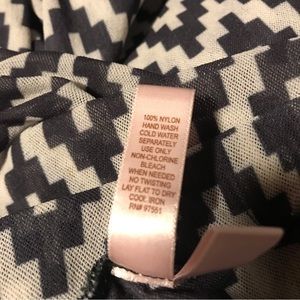 100% NYLON
HAND WASH
COLD WATER
SEPARATELY
USE ONLY
NON-CHLORINE
BLEACH
WHEN NEEDED
NO TWISTING
LAY FLAT TO DRY
COOL IRON
RN# 97561